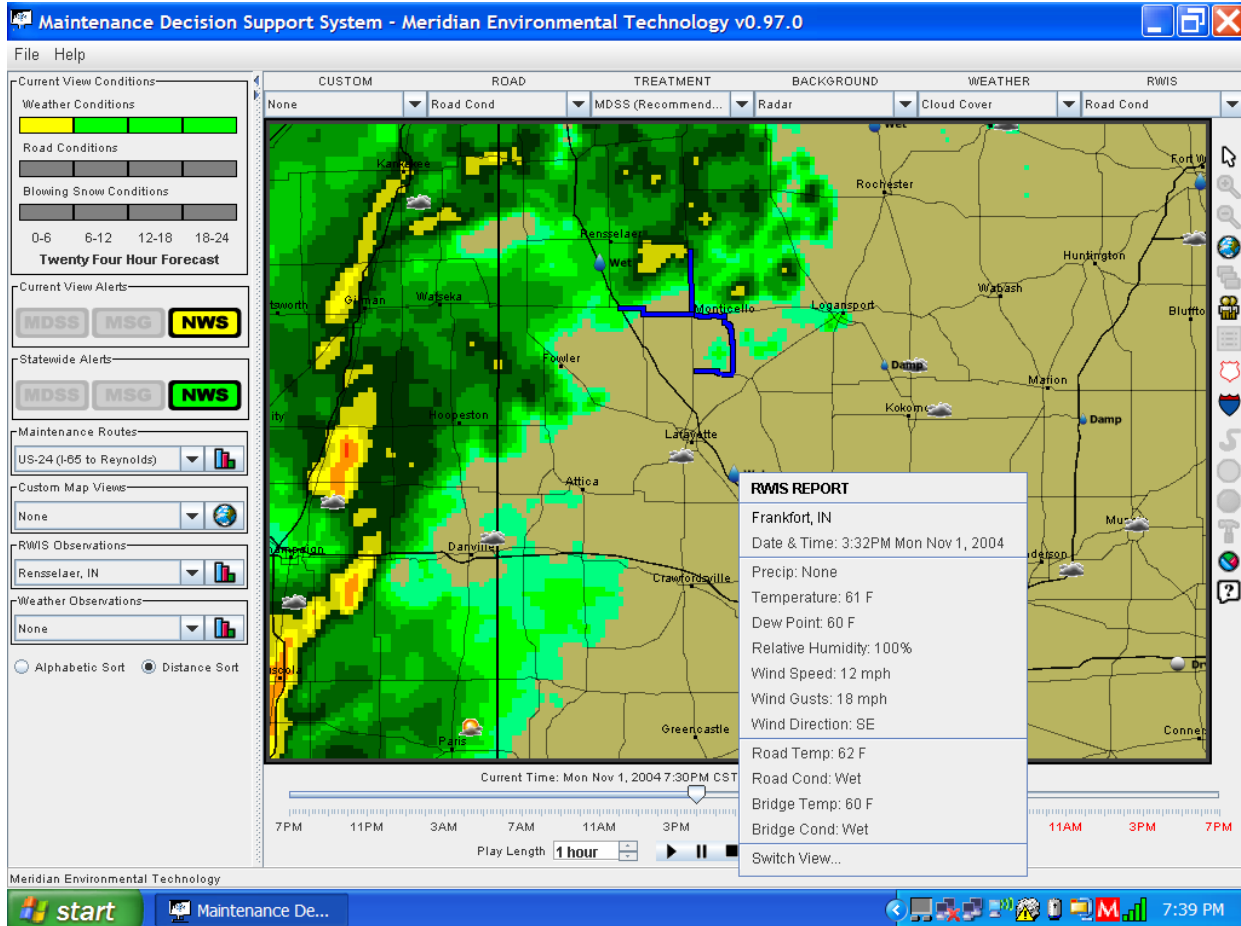 Maintenance Decision Support System - Meridian Environmental Technology v0.97.0
File Help
Current View Conditions
Weather Conditions
Road Conditions
Blowing Snow Conditions
0-6 6-12 12-18 18-24
Twenty Four Hour Forecast
Current View Alerts
MDSS MSG NWS
Statewide Alerts
MDSS MSG NWS
Maintenance Routes
US-24 (I-65 to Reynolds)
Custom Map Views
None
RWIS Observations
Rensselaer, IN
Weather Observations
None
Alphabetic Sort Distance Sort
CUSTOM ROAD TREATMENT BACKGROUND WEATHER RWIS
None Road Cond MDSS (Recommend... Radar Cloud Cover Road Cond
Wet
Fort W
Rochester
Rensselaer
Wet
Huntington
Wabash
tsworth Gilman Watseka
Monticello Logansport
Bluffto
Fowler
Damp
Marion
ity Hoopeston
Kokomo
Damp
Lafayette
Attica
Danville
Crawfordsville
derson
Greencastle
Paris
Conner
RWIS REPORT
Frankfort, IN
Date & Time: 3:32PM Mon Nov 1, 2004
Precip: None
Temperature: 61 F
Dew Point: 60 F
Relative Humidity: 100%
Wind Speed: 12 mph
Wind Gusts: 18 mph
Wind Direction: SE
Road Temp: 62 F
Road Cond: Wet
Bridge Temp: 60 F
Bridge Cond: Wet
Switch View...
Current Time: Mon Nov 1, 2004 7:30PM CST
7PM 11PM 3AM 7AM 11AM 3PM 11AM 3PM 7PM
Play Length 1 hour
Meridian Environmental Technology
start Maintenance De... 7:39 PM